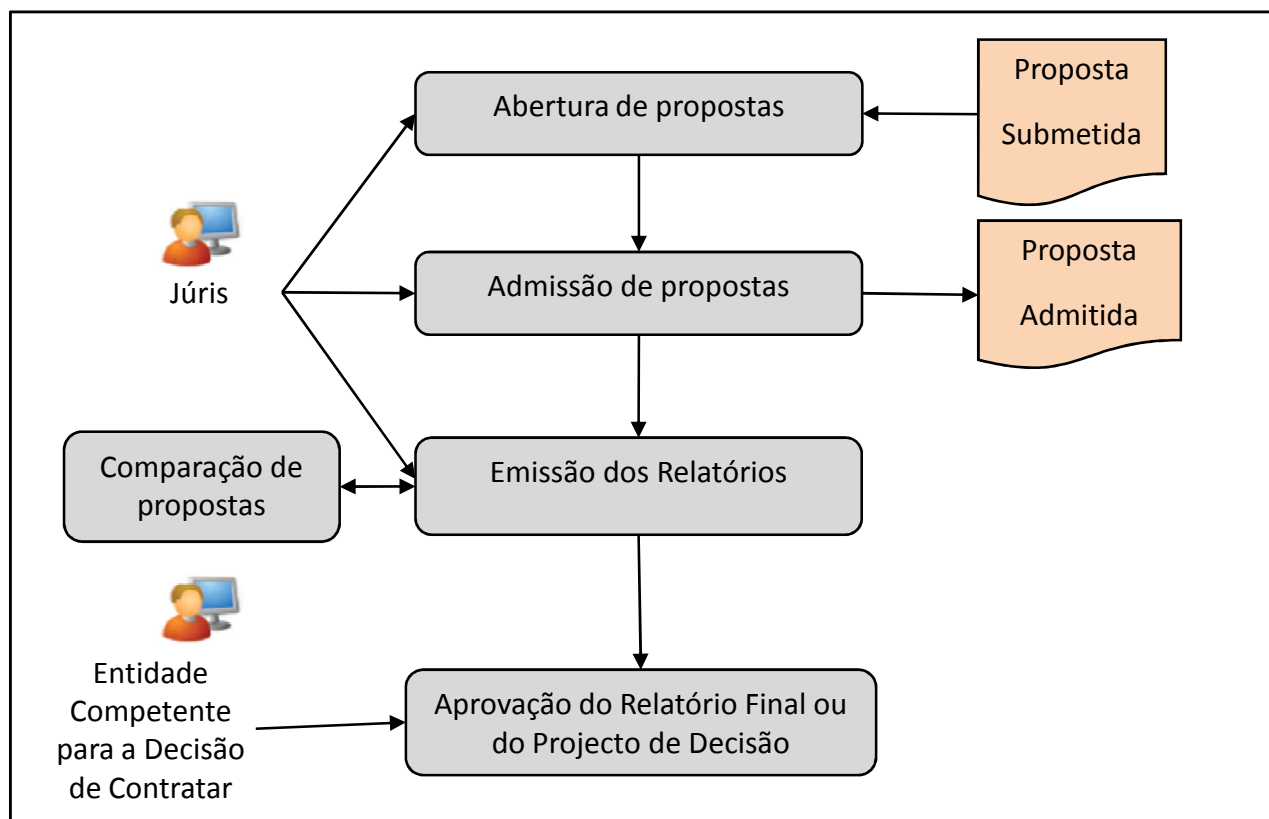 Abertura de propostas
Proposta
Submetida
Júris
Admissão de propostas
Proposta
Admitida
Comparação de
propostas
Emissão dos Relatórios
Entidade
Competente
para a Decisão
de Contratar
Aprovação do Relatório Final ou
do Projecto de Decisão